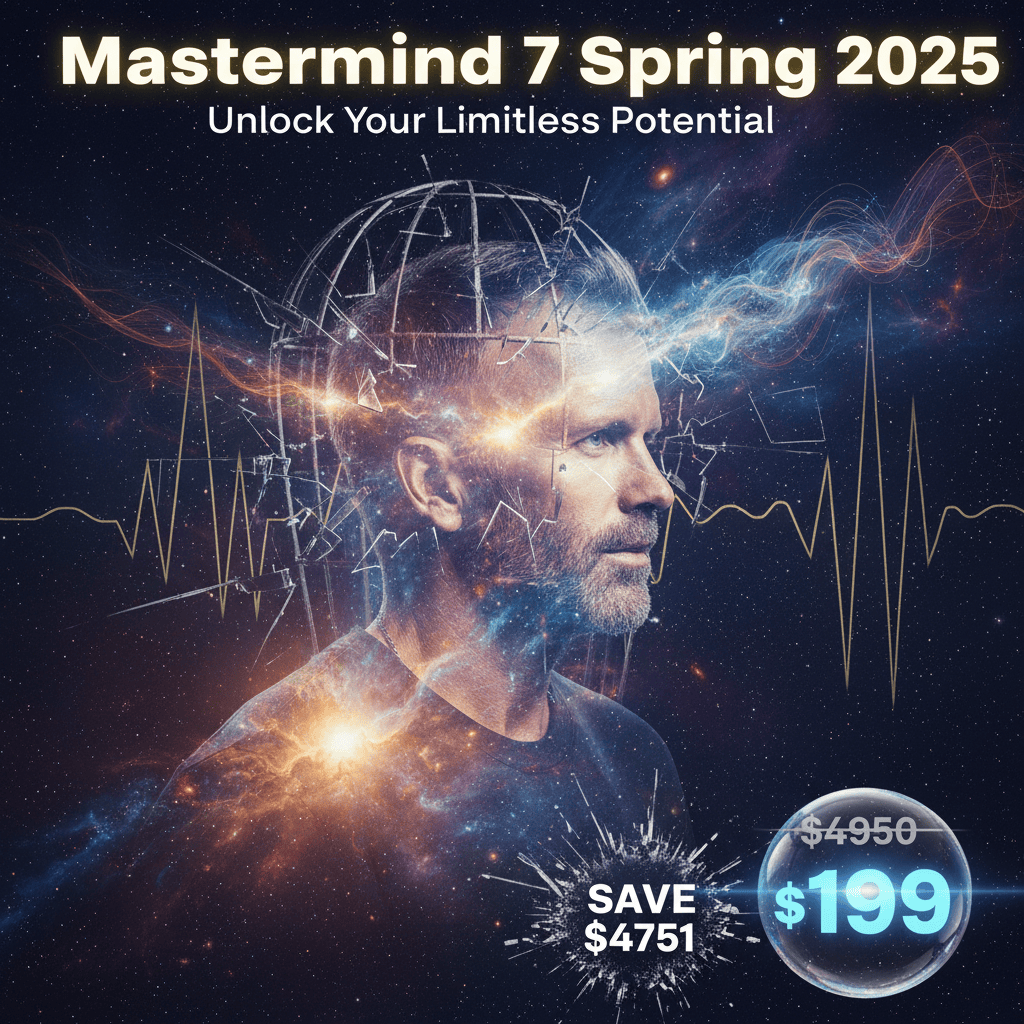 Mastermind 7 Spring 2025
Unlock Your Limitless Potential
SAVE
$4751
$4950
$199